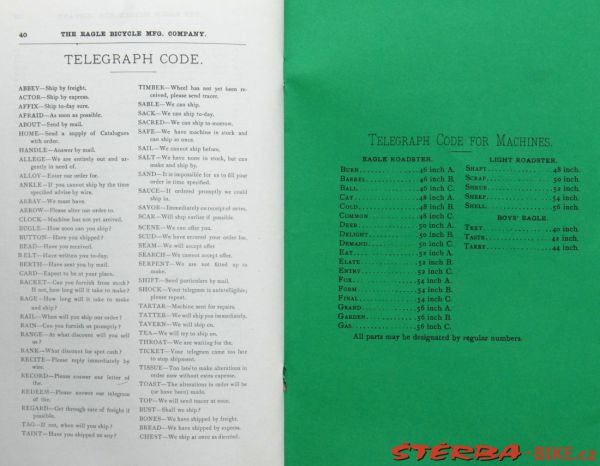 40 THE EAGLE BICYCLE MFG. COMPANY.
TELEGRAPH CODE.
ABBEY—Ship by freight.
ACTOR—Ship by express.
AFFIX—Ship to-day sure.
AFRAID—As soon as possible.
ABOUT—Send by mail.
HOME—Send a supply of Catalogues
with order.
HANDLE—Answer by mail.
ALLEGE—We are entirely out and ur-
gently in need of.
ALLOY—Enter our order for.
ANKLE—If you cannot ship by the time
specified advise by wire.
ARRAY—We must have.
ARROW—Please alter our order to.
CLOCK—Machine has not yet arrived.
BUGLE—How soon can you ship?
BUTTON—Have you shipped?
BEAD—Have you received.
BELT—Have written you to-day.
BERTH—Have sent you by mail.
CARD—Expect to be at your place.
RACKET—Can you furnish from stock?
If not, how long will it take to make?
RAGE—How long will it take to make
and ship?
RAIL—When will you ship our order?
RAIN—Can you furnish us promptly?
RANGE—At what discount will you sell
us?
RANK—What discount for spot cash?
RECITE—Please reply immediately by
wire.
RECORD—Please answer our letter of
the.
REDEEM—Please answer our telegram
of the.
REGARD—Get through rate of freight if
possible.
TAG—If not, when will you ship?
TAINT—Have you shipped as any?
TIMBER—Wheel has not yet been re-
ceived, please send tracer.
SABLE—We can ship.
SACK—We can ship to-day.
SACRED—We can ship to-morrow.
SAFE—We have machine in stock and
can ship at once.
SAIL—We cannot ship before.
SALT—We have none in stock, but can
make and ship by.
SAND—It is impossible for us to fill your
order in time specified.
SAUCE—If ordered promptly we could
ship in.
SAVOR—Immediately on receipt of advice.
SCAR—Will ship earlier if possible.
SCENE—We can offer you.
SCUD—We have entered your order for.
SEAM—We will accept offer
SEARCH—We cannot accept offer.
SERPENT—We are not fitted up to
make.
SHIFT—Send particulars by mail.
SHOCK—Your telegram is unintelligible;
please repeat.
TARTAR—Machine sent for repairs.
TATTER—We will ship you immediately.
TAVERN—We will ship on.
TEA—We will try to ship on.
THROAT—We are waiting for the.
TICKET—Your telegram came too late
to stop shipment.
TISSUE—Too late to make alterations in
order now without extra expense.
TOAST—The alterations in order will be
(or have been) made.
TOP—We will send tracer at once.
BUST—Shall we ship?
BONES—We have shipped by freight.
BREAD—We have shipped by express.
CHEST—We ship at once as directed.
TELEGRAPH CODE FOR MACHINES.
EAGLE ROADSTER.
BURN 46 inch A.
BARREL 46 inch B.
BALL 46 inch C.
CAT 48 inch A.
COLD 48 inch B.
COMMON 48 inch C.
DEER 50 inch A.
DELIGHT 50 inch B.
DEMAND 50 inch C.
EAT 52 inch A.
ELATE 52 inch B.
ENTRY 52 inch C.
FOX 54 inch A.
FORM 54 inch B.
FINAL 54 inch C.
GRAND 56 inch A.
GARDEN 56 inch B.
GAS 56 inch C.
LIGHT ROADSTER.
SHAFT 48 inch.
SCRAP 50 inch.
SHRUB 52 inch.
SHEEP 54 inch.
SHELL 56 inch.
BOYS' EAGLE.
TEXT 40 inch.
TASTE 42 inch.
TARRY 44 inch.
All parts may be designated by regular numbers.
ŠTĚRBA-BIKE.cz